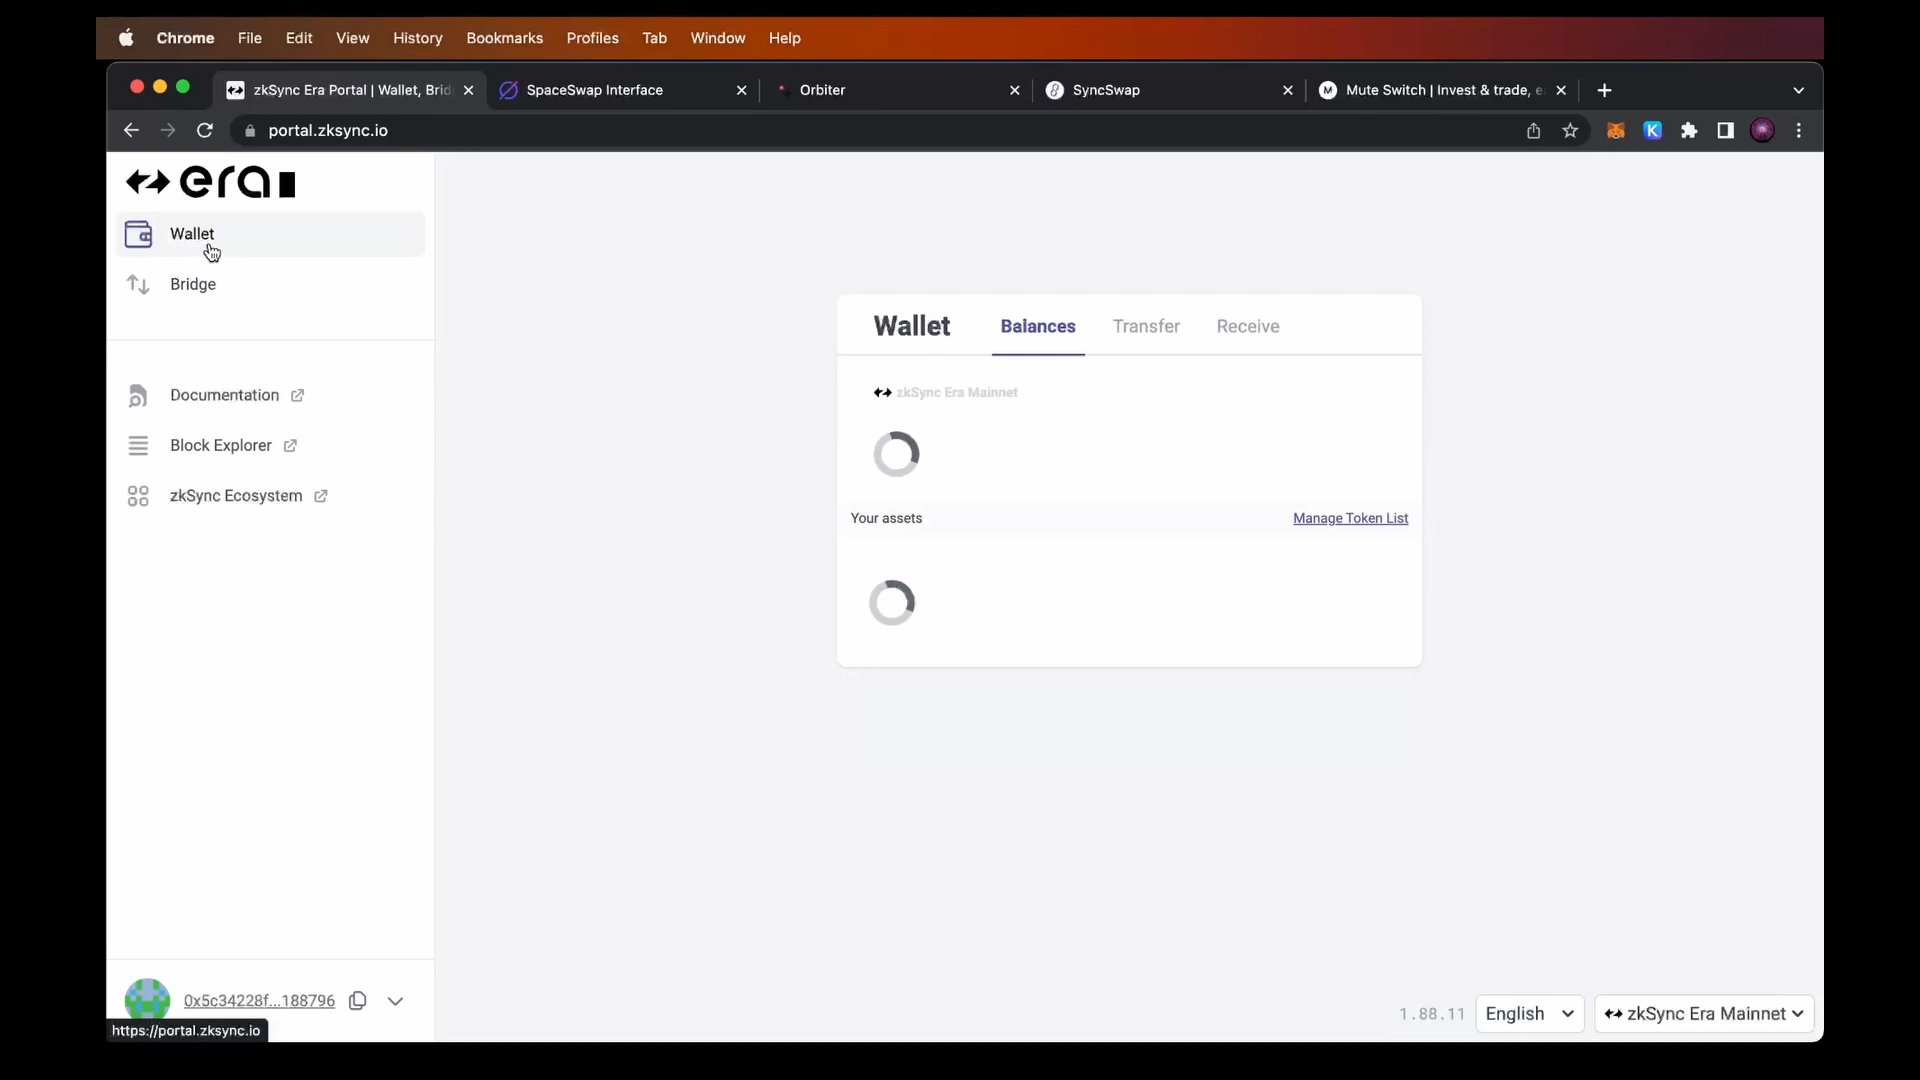 Chrome File Edit View History Bookmarks Profiles Tab Window Help
zkSync Era Portal | Wallet, Brid SpaceSwap Interface Orbiter SyncSwap Mute Switch | Invest & trade, e
portal.zksync.io
era
Wallet
Bridge
Documentation
Block Explorer
zkSync Ecosystem
Wallet Balances Transfer Receive
zkSync Era Mainnet
Your assets Manage Token List
0x5c34228f...188796
https://portal.zksync.io
1.88.11 English zkSync Era Mainnet